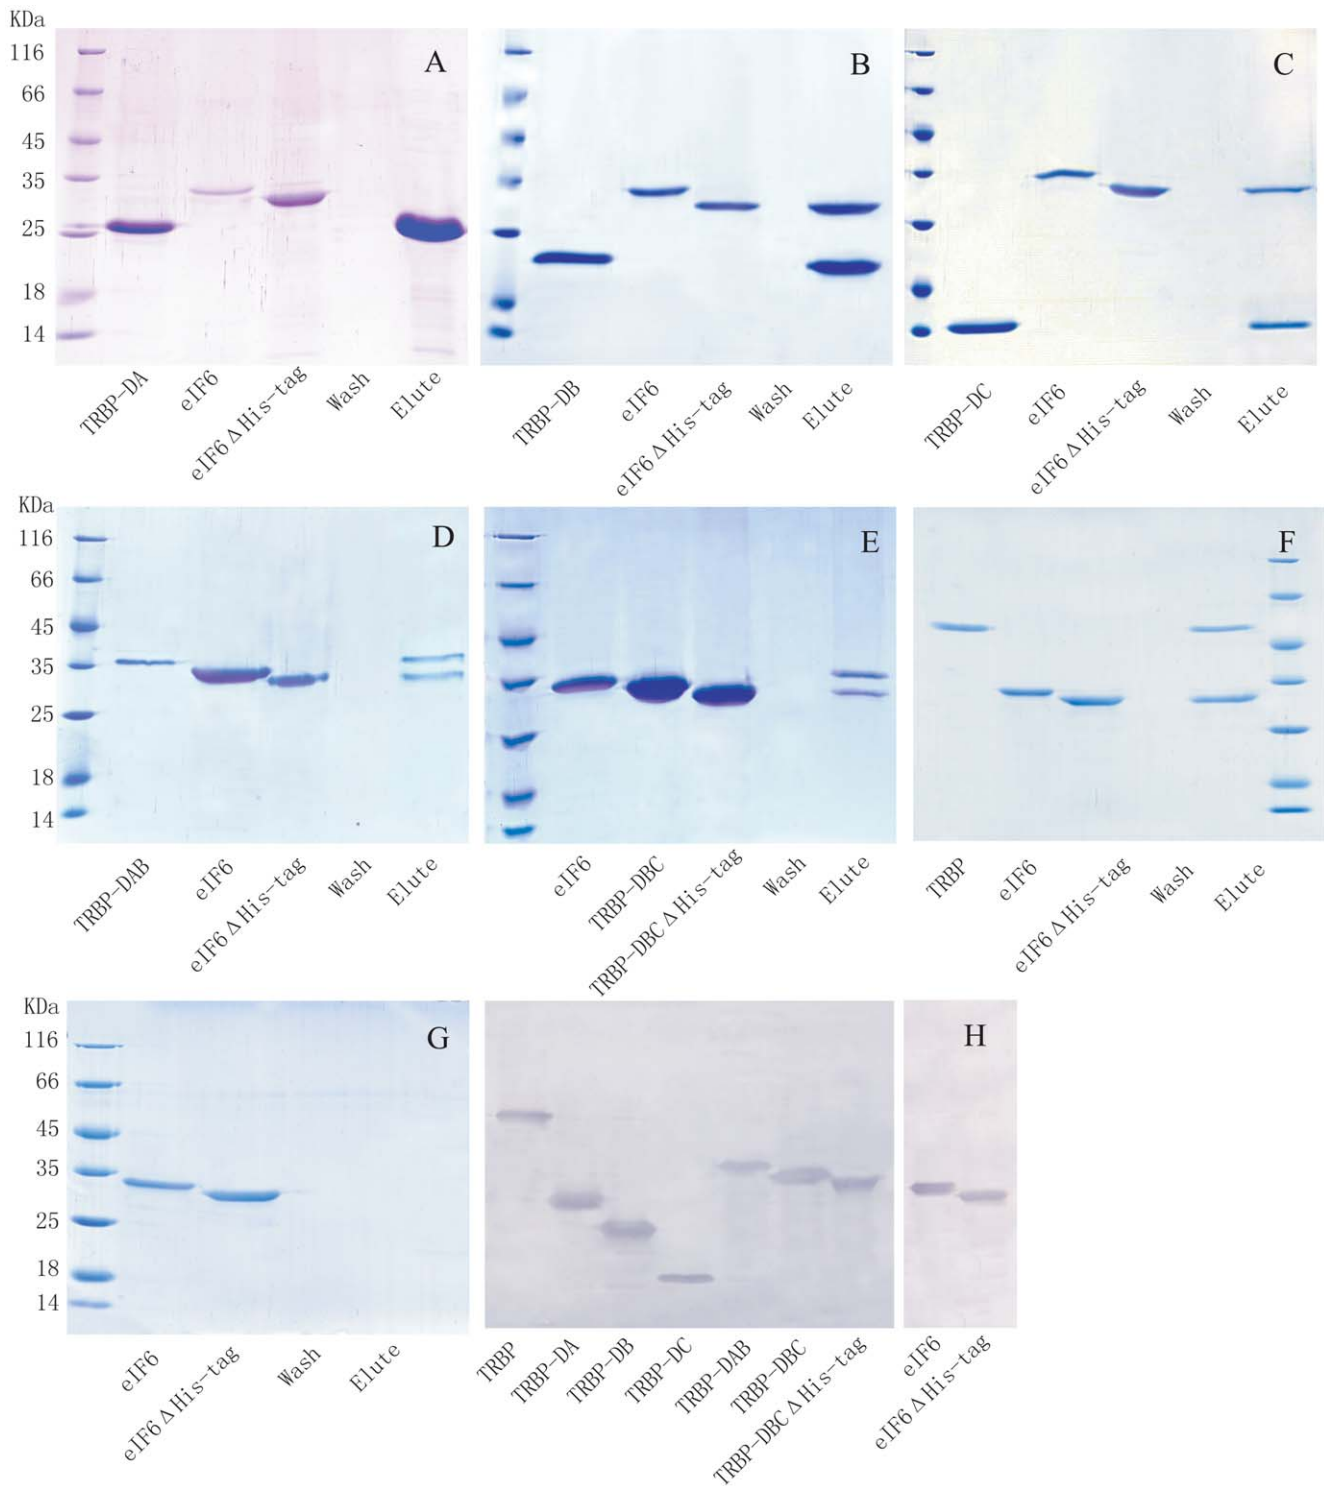 KDa
116
66
45
35
25
18
14
A
TRBP-DA
eIF6
eIF6ΔHis-tag
Wash
Elute
B
TRBP-DB
eIF6
eIF6ΔHis-tag
Wash
Elute
C
TRBP-DC
eIF6
eIF6ΔHis-tag
Wash
Elute
KDa
116
66
45
35
25
18
14
D
TRBP-DAB
eIF6
eIF6ΔHis-tag
Wash
Elute
E
eIF6
TRBP-DBC
TRBP-DBCΔHis-tag
Wash
Elute
F
TRBP
eIF6
eIF6ΔHis-tag
Wash
Elute
KDa
116
66
45
35
25
18
14
G
eIF6
eIF6ΔHis-tag
Wash
Elute
H
TRBP
TRBP-DA
TRBP-DB
TRBP-DC
TRBP-DAB
TRBP-DBC
TRBP-DBCΔHis-tag
eIF6
eIF6ΔHis-tag